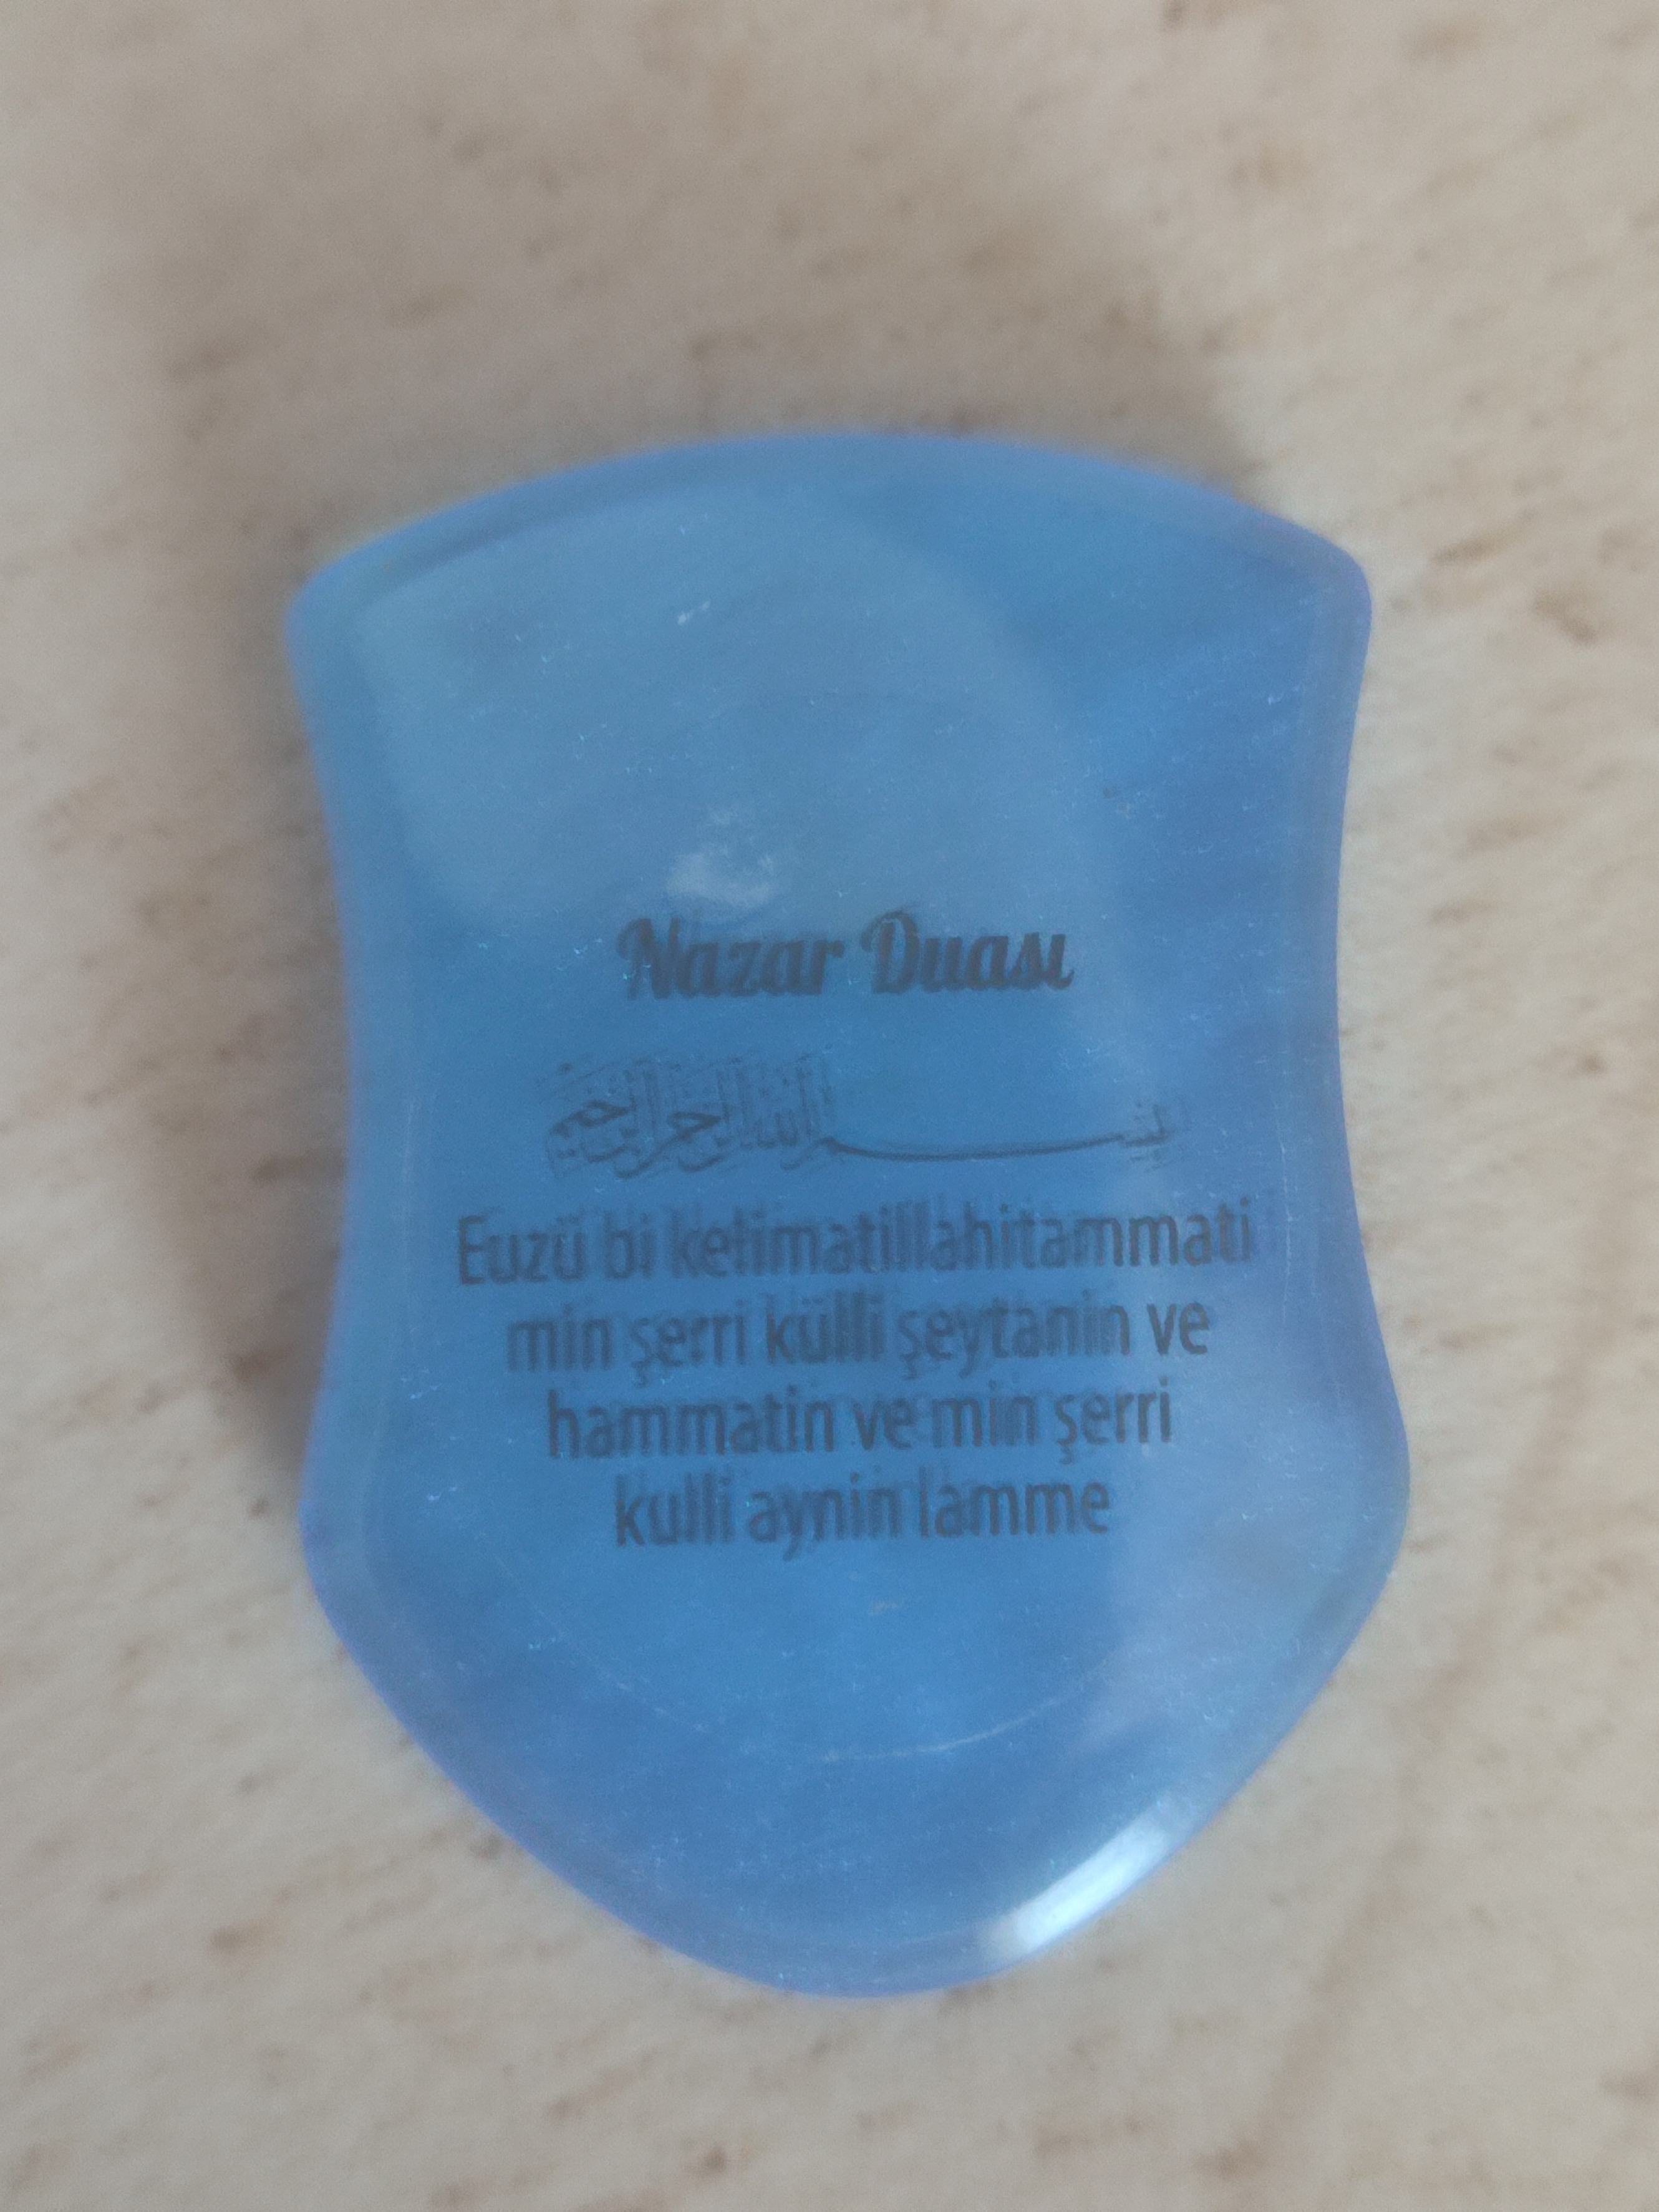 Nazar Duası
بسم الله الرحمن الرحيم
Euzü bi kelimatillahitammati
min şerri külli şeytanin ve
hammatin ve min şerri
kulli aynin lamme